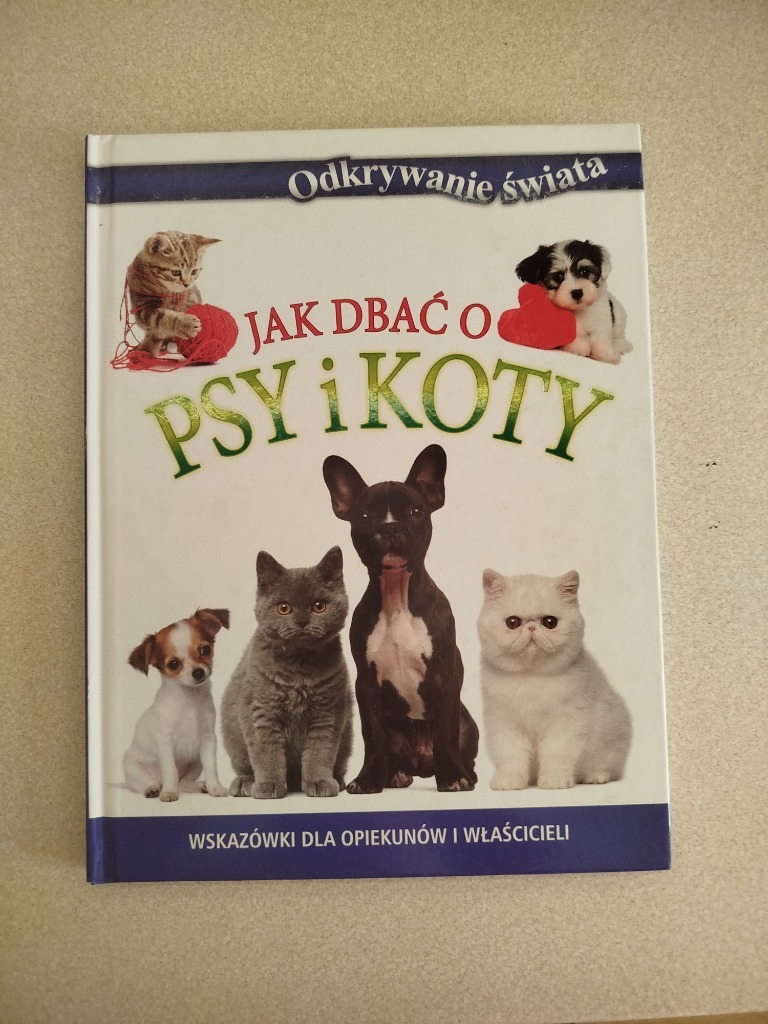 Odkrywanie świata
JAK DBAĆ O
PSY i KOTY
WSKAZÓWKI DLA OPIEKUNÓW I WŁAŚCICIELI